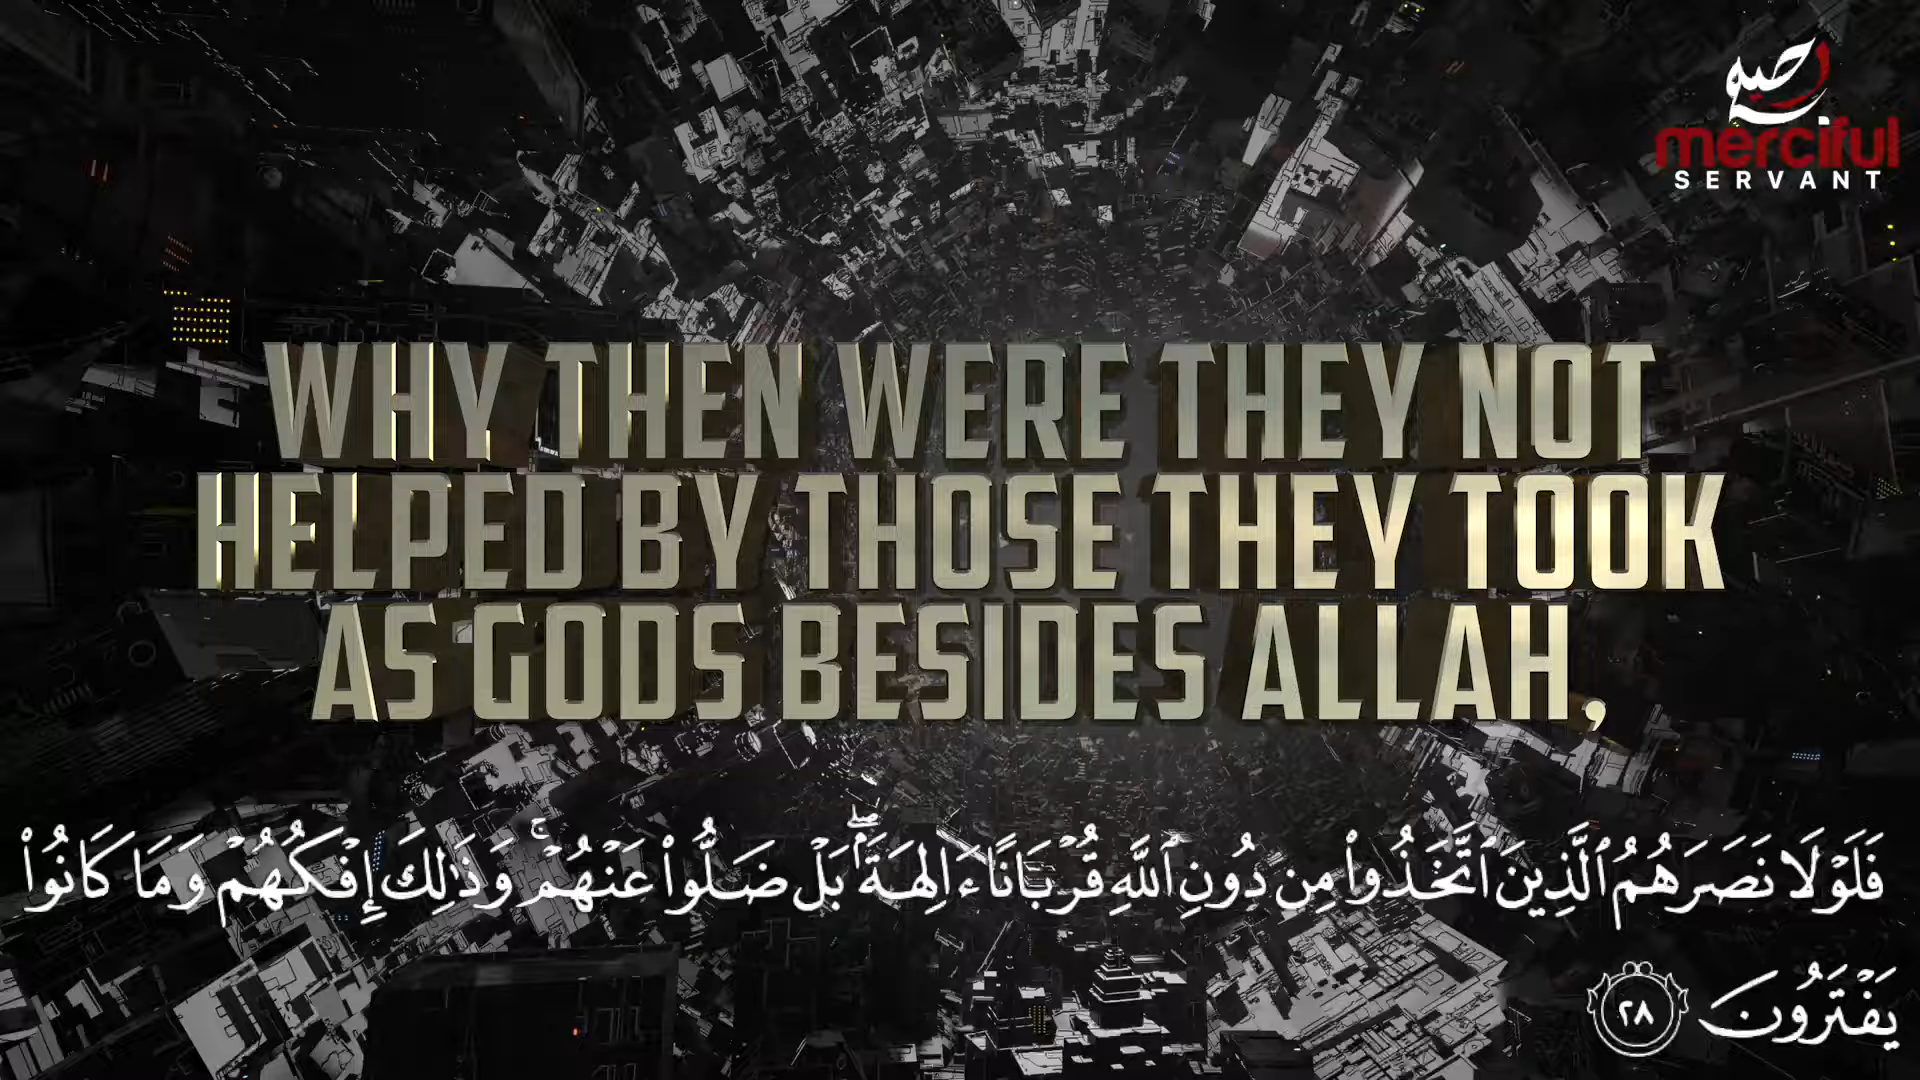 merciful
SERVANT
WHY THEN WERE THEY NOT
HELPED BY THOSE THEY TOOK
AS GODS BESIDES ALLAH,
فَلَوْلَا نَصَرَهُمُ ٱلَّذِينَ ٱتَّخَذُوا۟ مِن دُونِ ٱللَّهِ قُرْبَانًا ءَالِهَةًۢ ۖ بَلْ ضَلُّوا۟ عَنْهُمْ ۚ وَذَٰلِكَ إِفْكُهُمْ وَمَا كَانُوا۟
يَفْتَرُونَ ٢٨